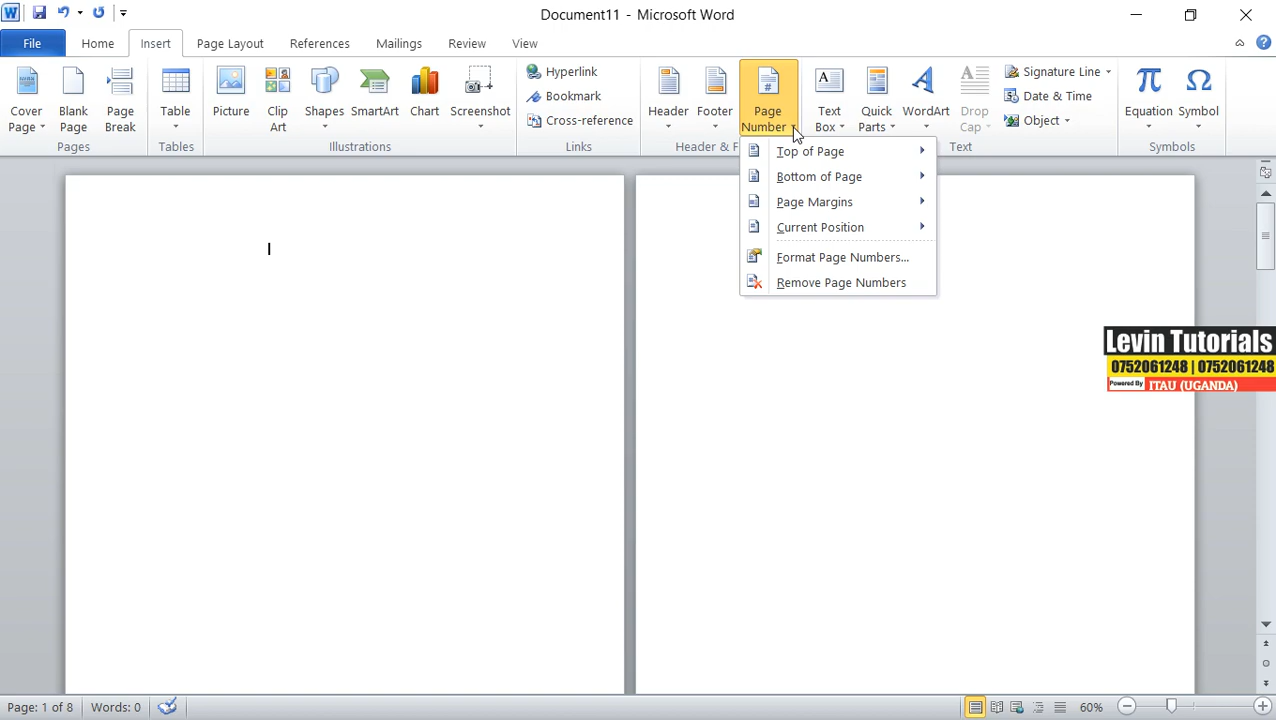 Document11 - Microsoft Word
File Home Insert Page Layout References Mailings Review View
Cover Page
Blank Page
Page Break
Pages
Table
Tables
Picture
Clip Art
Shapes
SmartArt
Chart
Screenshot
Illustrations
Hyperlink
Bookmark
Cross-reference
Links
Header
Footer
Page Number
Header & F
Text Box
Quick Parts
WordArt
Drop Cap
Signature Line
Date & Time
Object
Text
Equation
Symbol
Symbols
Top of Page
Bottom of Page
Page Margins
Current Position
Format Page Numbers...
Remove Page Numbers
Levin Tutorials
0752061248 | 0752061248
Powered By ITAU (UGANDA)
Page: 1 of 8 Words: 0 60%